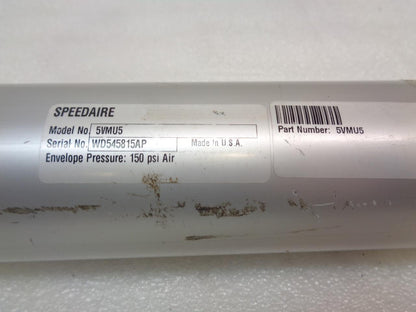 SPEEDAIRE
Model No. 5VMU5
Serial No. WD545815AP Made in U.S.A.
Envelope Pressure: 150 psi Air
Part Number: 5VMU5